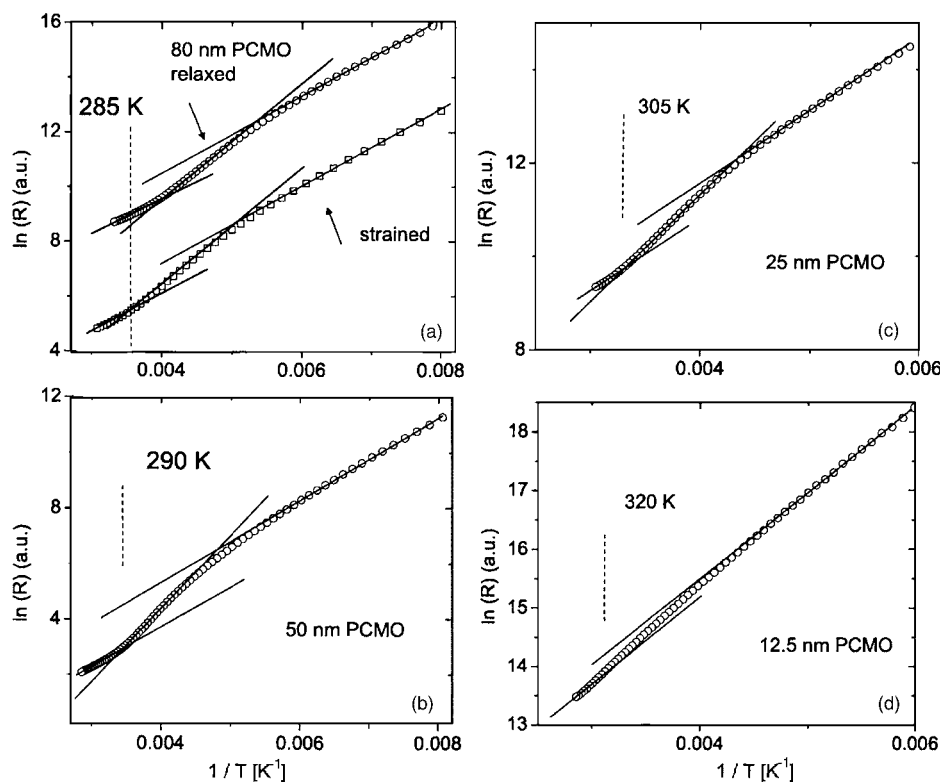 16
12
8
4
ln (R) (a.u.)
80 nm PCMO
relaxed
285 K
strained
(a)
0.004
0.006
0.008
12
8
ln (R) (a.u.)
305 K
25 nm PCMO
(c)
0.004
0.006
12
8
4
ln (R) (a.u.)
290 K
50 nm PCMO
(b)
0.004
0.006
0.008
1 / T [K⁻¹]
18
17
16
15
14
13
ln (R) (a.u.)
320 K
12.5 nm PCMO
(d)
0.004
0.006
1 / T [K⁻¹]